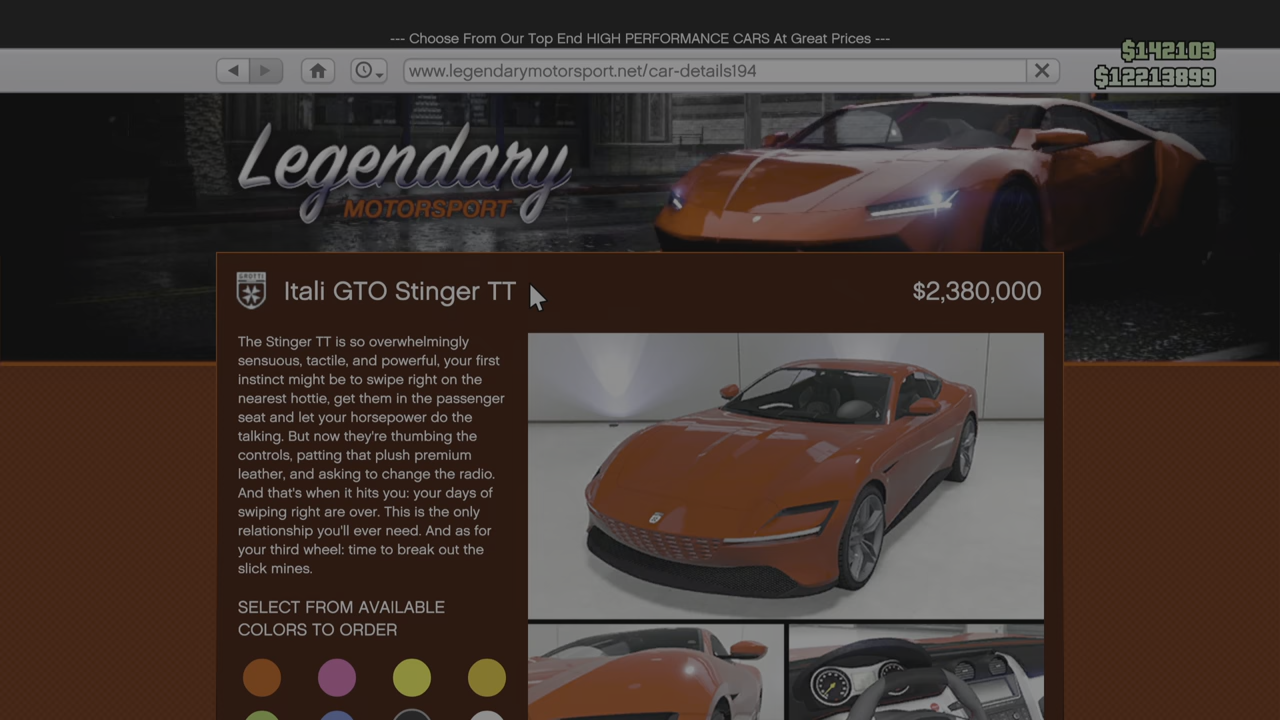 --- Choose From Our Top End HIGH PERFORMANCE CARS At Great Prices ---
$142103
www.legendarymotorsport.net/car-details194
$12213899
Legendary
MOTORSPORT
GROTTI
Itali GTO Stinger TT
$2,380,000
The Stinger TT is so overwhelmingly
sensuous, tactile, and powerful, your first
instinct might be to swipe right on the
nearest hottie, get them in the passenger
seat and let your horsepower do the
talking. But now they're thumbing the
controls, patting that plush premium
leather, and asking to change the radio.
And that's when it hits you: your days of
swiping right are over. This is the only
relationship you'll ever need. And as for
your third wheel: time to break out the
slick mines.
SELECT FROM AVAILABLE
COLORS TO ORDER